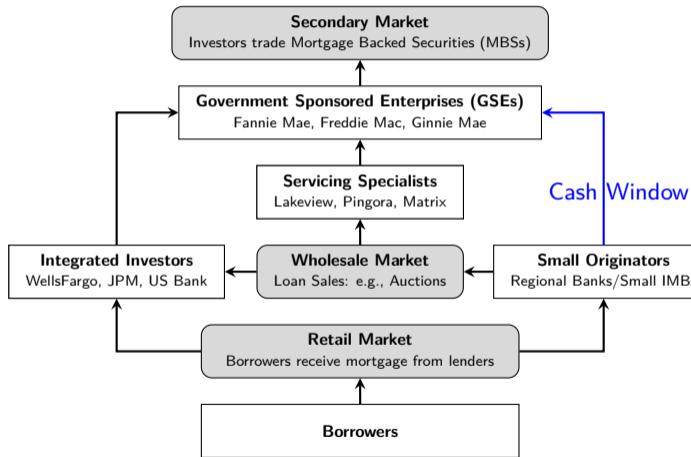 Secondary Market
Investors trade Mortgage Backed Securities (MBSs)
Government Sponsored Enterprises (GSEs)
Fannie Mae, Freddie Mac, Ginnie Mae
Servicing Specialists
Lakeview, Pingora, Matrix
Cash Window
Integrated Investors
WellsFargo, JPM, US Bank
Wholesale Market
Loan Sales: e.g., Auctions
Small Originators
Regional Banks/Small IMBs
Retail Market
Borrowers receive mortgage from lenders
Borrowers